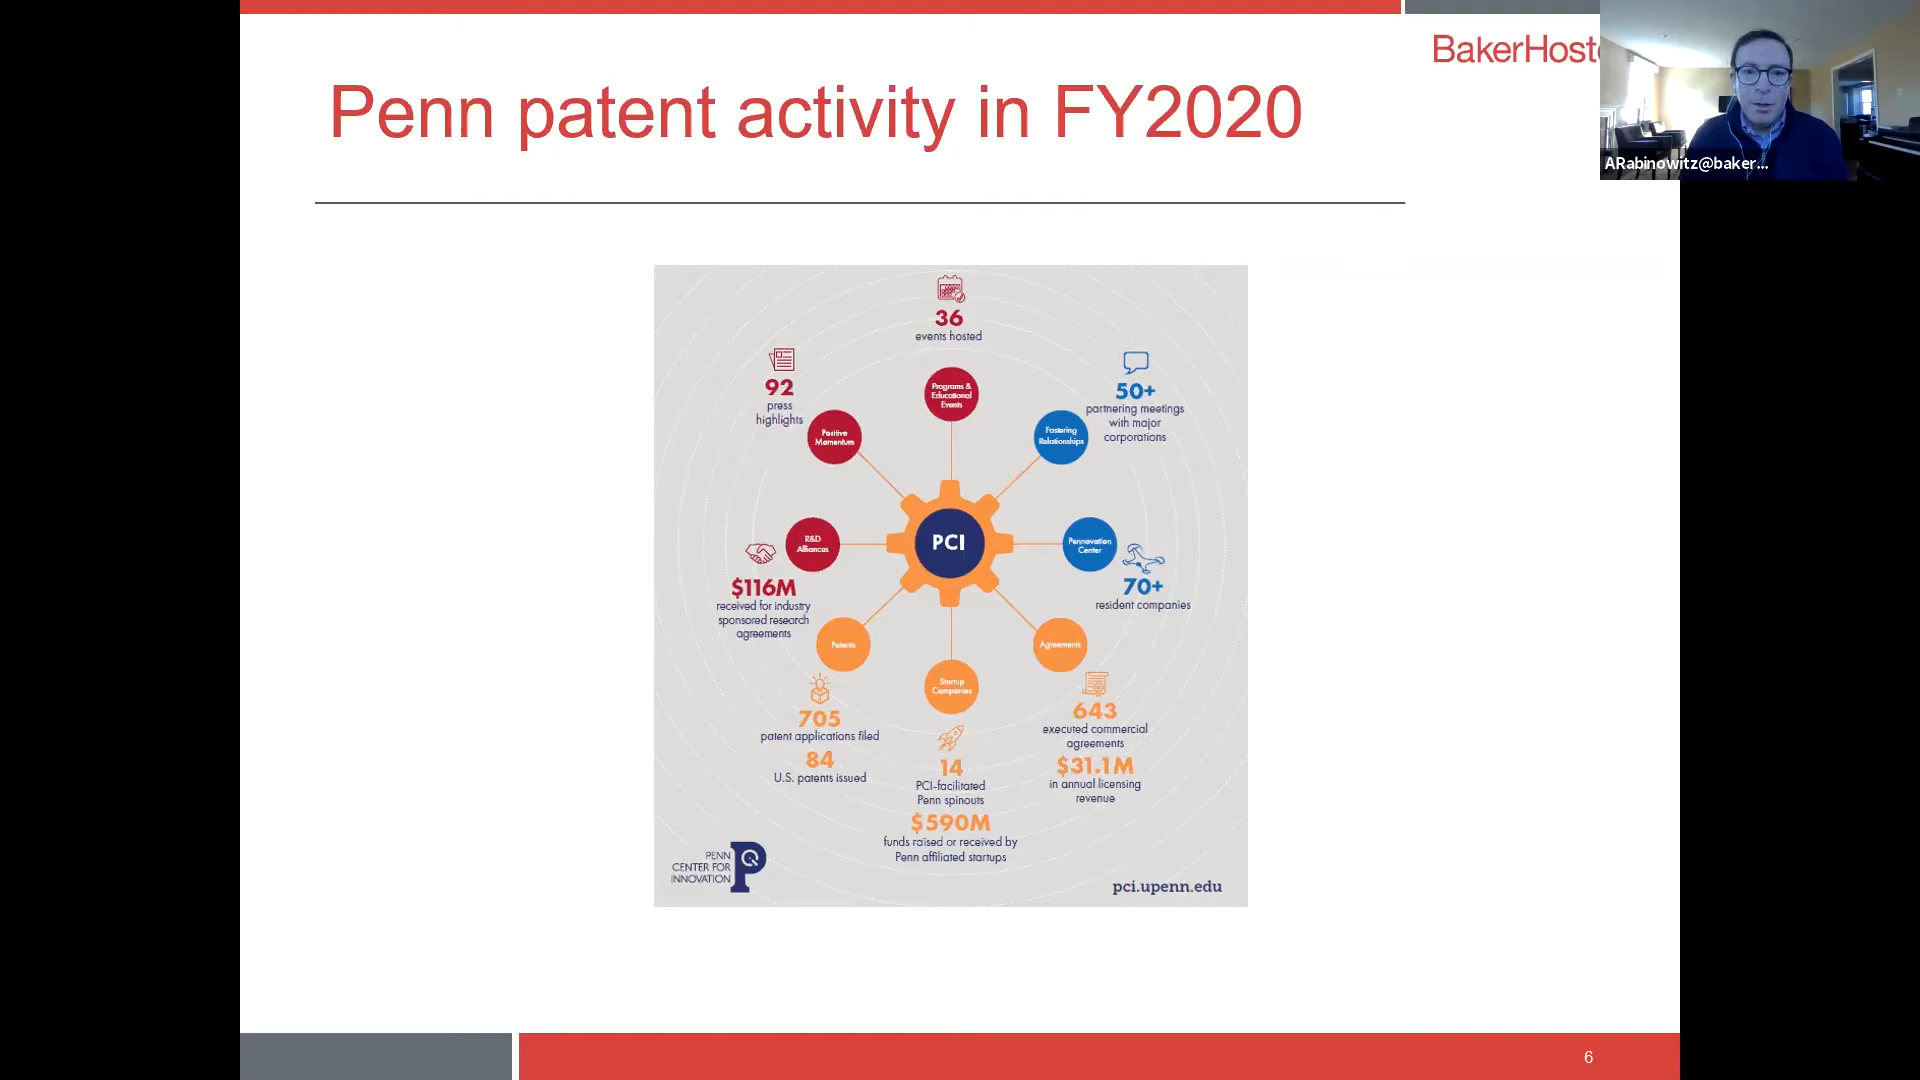 BakerHoste
Penn patent activity in FY2020
ARabinowitz@baker...
36
events hosted
92
press
highlights
50+
partnering meetings
with major
corporations
Programs &
Educational
Events
Positive
Momentum
Fostering
Relationships
R&D
Alliances
PCI
Pennovation
Center
$116M
received for industry
sponsored research
agreements
70+
resident companies
Patents
Startup
Companies
Agreements
705
patent applications filed
84
U.S. patents issued
14
PCI-facilitated
Penn spinouts
$590M
funds raised or received by
Penn affiliated startups
643
executed commercial
agreements
$31.1M
in annual licensing
revenue
PENN
CENTER FOR
INNOVATION
pci.upenn.edu
6